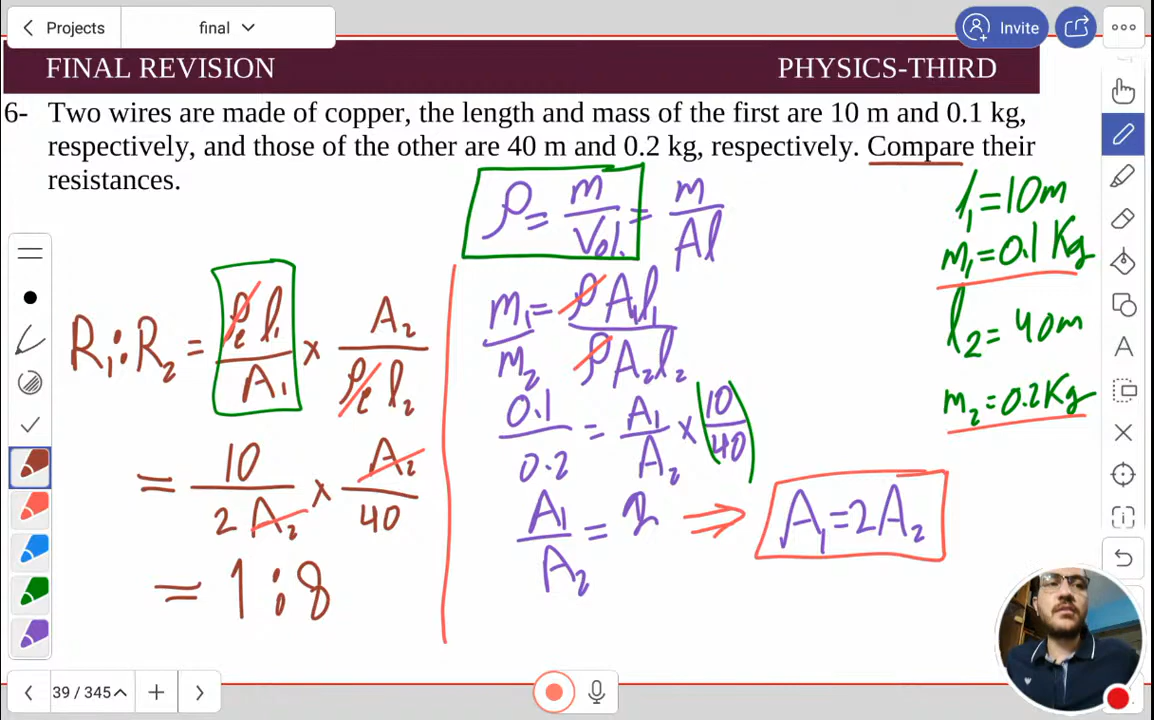 Projects
final
Invite
FINAL REVISION
PHYSICS-THIRD
6- Two wires are made of copper, the length and mass of the first are 10 m and 0.1 kg,
respectively, and those of the other are 40 m and 0.2 kg, respectively. Compare their
resistances.
R₁:R₂ = ρₑ l₁ / A₁ × A₂ / ρₑ l₂
= 10 / 2 A₂ × A₂ / 40
= 1:8
ρ = m / Vol. = m / Al
m₁ / m₂ = ρA₁l₁ / ρA₂l₂
0.1 / 0.2 = A₁ / A₂ × (10 / 40)
A₁ / A₂ = 2 ⇒ A₁=2A₂
l₁=10m
m₁=0.1 Kg
l₂=40m
m₂=0.2Kg
39 / 345